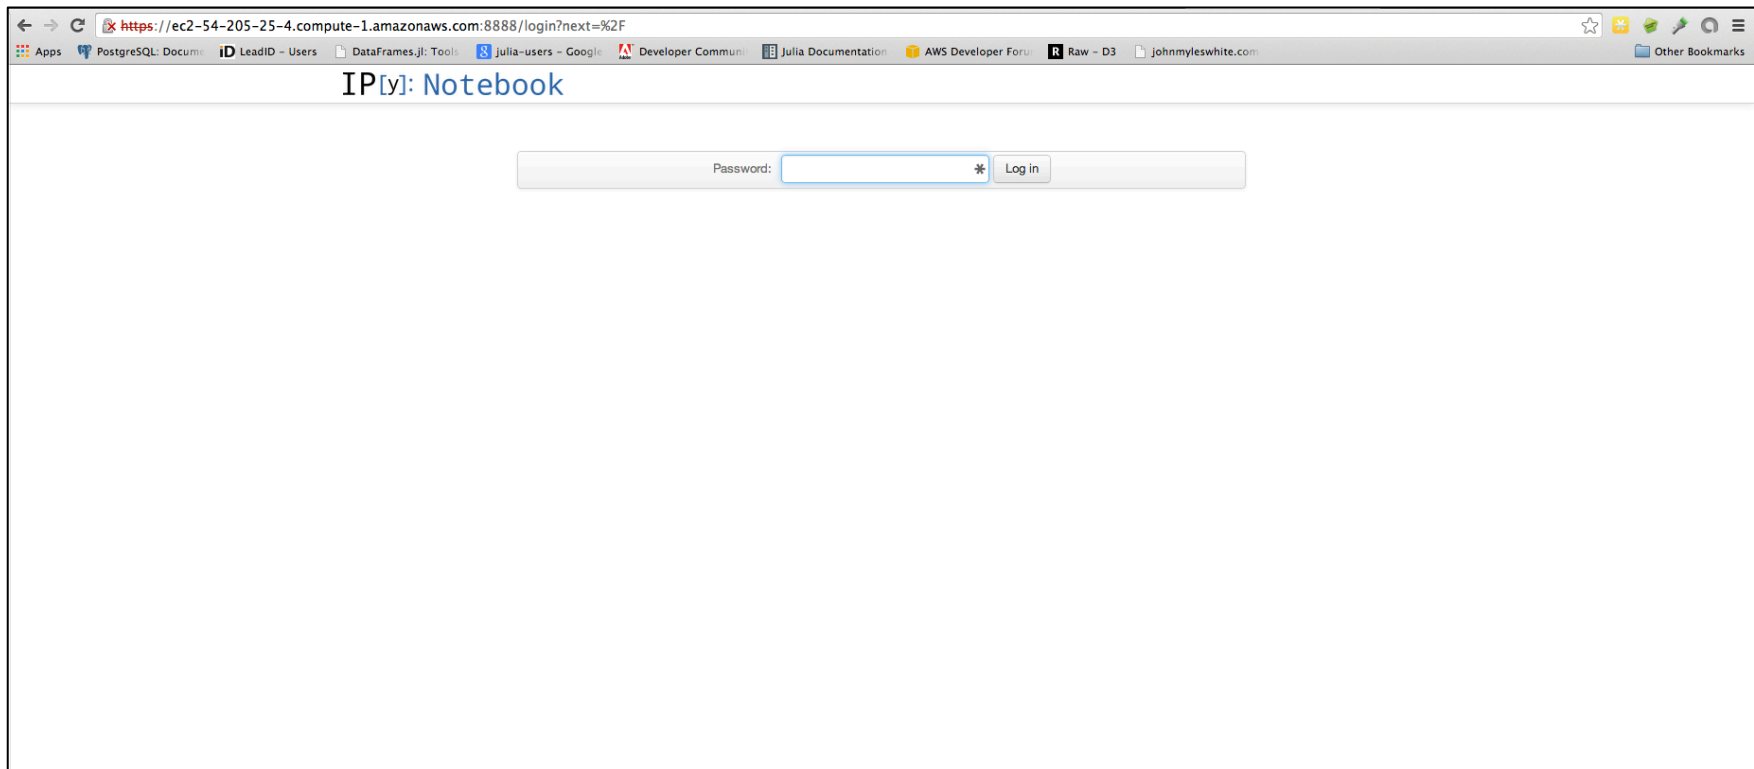 https://ec2-54-205-25-4.compute-1.amazonaws.com:8888/login?next=%2F
Apps PostgreSQL: Docume iD LeadID - Users DataFrames.jl: Tools 8 julia-users - Google Adobe Developer Communi Julia Documentation AWS Developer Foru R Raw - D3 johnmyleswhite.com Other Bookmarks
IP[y]: Notebook
Password: * Log in